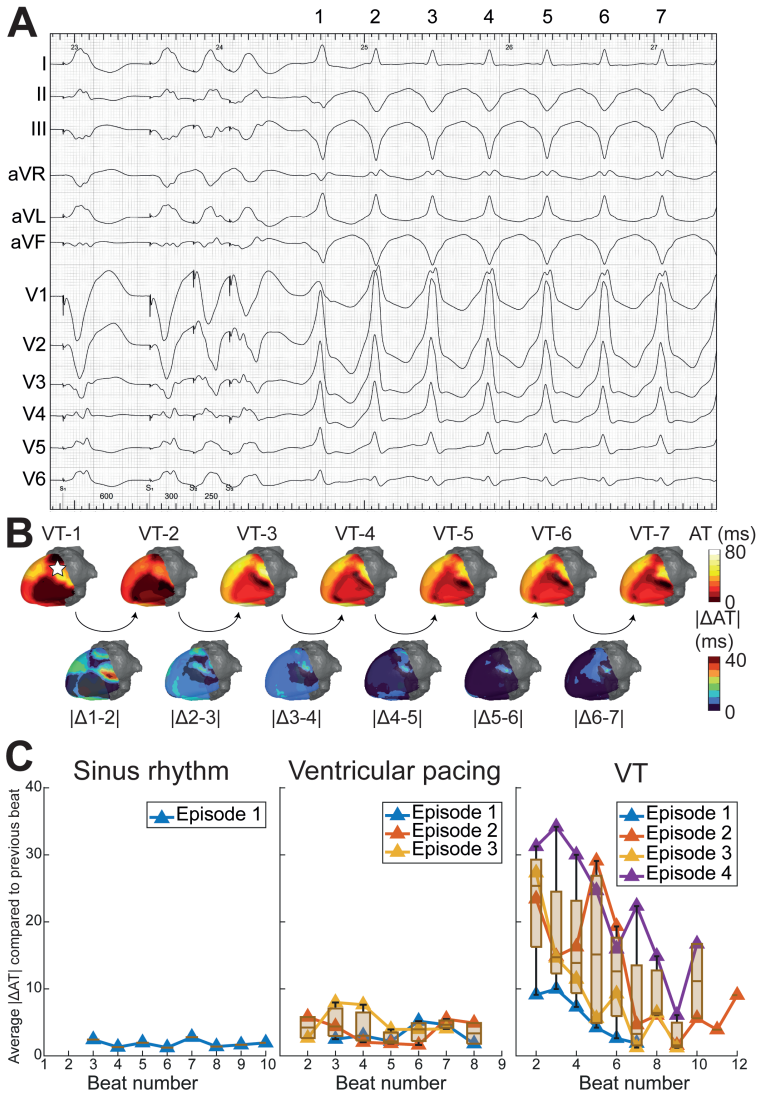 A
1 2 3 4 5 6 7
23 24 25 26 27
I
II
III
aVR
aVL
aVF
V1
V2
V3
V4
V5
V6
S₁ S₁ S₂ S₃
600 300 250
B
VT-1 VT-2 VT-3 VT-4 VT-5 VT-6 VT-7 AT (ms)
80
0
|ΔAT|
(ms)
40
0
|Δ1-2| |Δ2-3| |Δ3-4| |Δ4-5| |Δ5-6| |Δ6-7|
C
Sinus rhythm Ventricular pacing VT
Average |ΔAT| compared to previous beat
40
30
20
10
0
Episode 1
Episode 1
Episode 2
Episode 3
Episode 1
Episode 2
Episode 3
Episode 4
1 2 3 4 5 6 7 8 9 10
2 3 4 5 6 7 8 9
2 4 6 8 10 12
Beat number Beat number Beat number